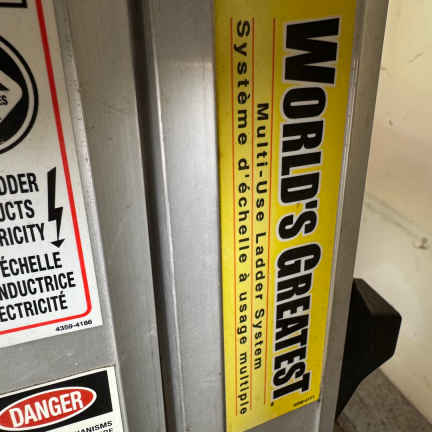 WORLD'S GREATEST
Multi-Use Ladder System
Système d'échelle à usage multiple
DDER
UCTS
RICITY
'ÉCHELLE
NDUCTRICE
ECTRICITÉ
4359-4186
DANGER